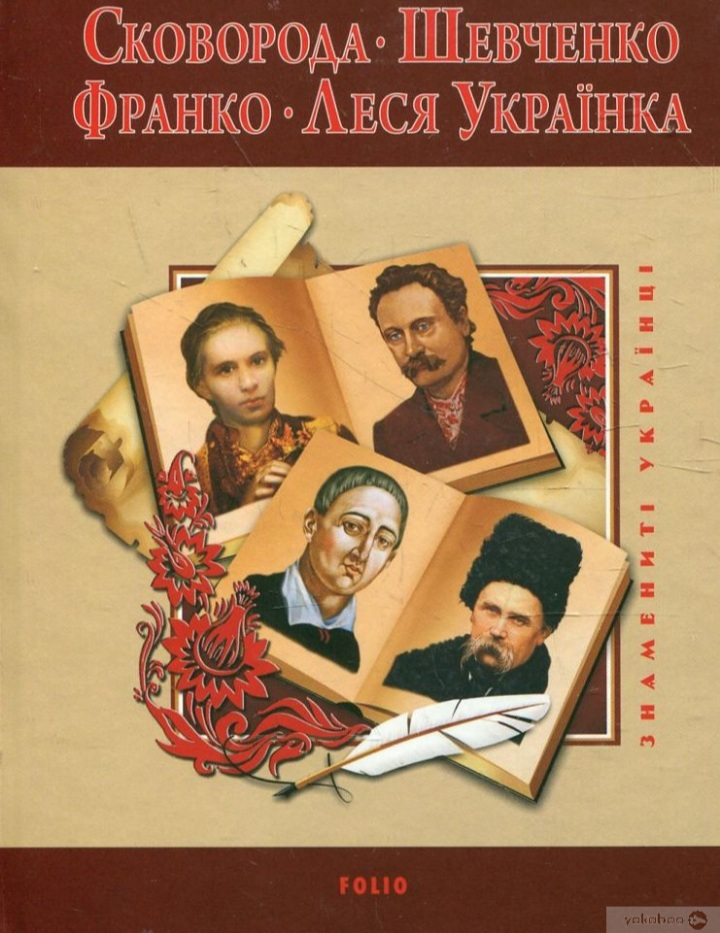 Сковорода · Шевченко
Франко · Леся Українка
ЗНАМЕНИТІ УКРАЇНЦІ
FOLIO
yakaboo